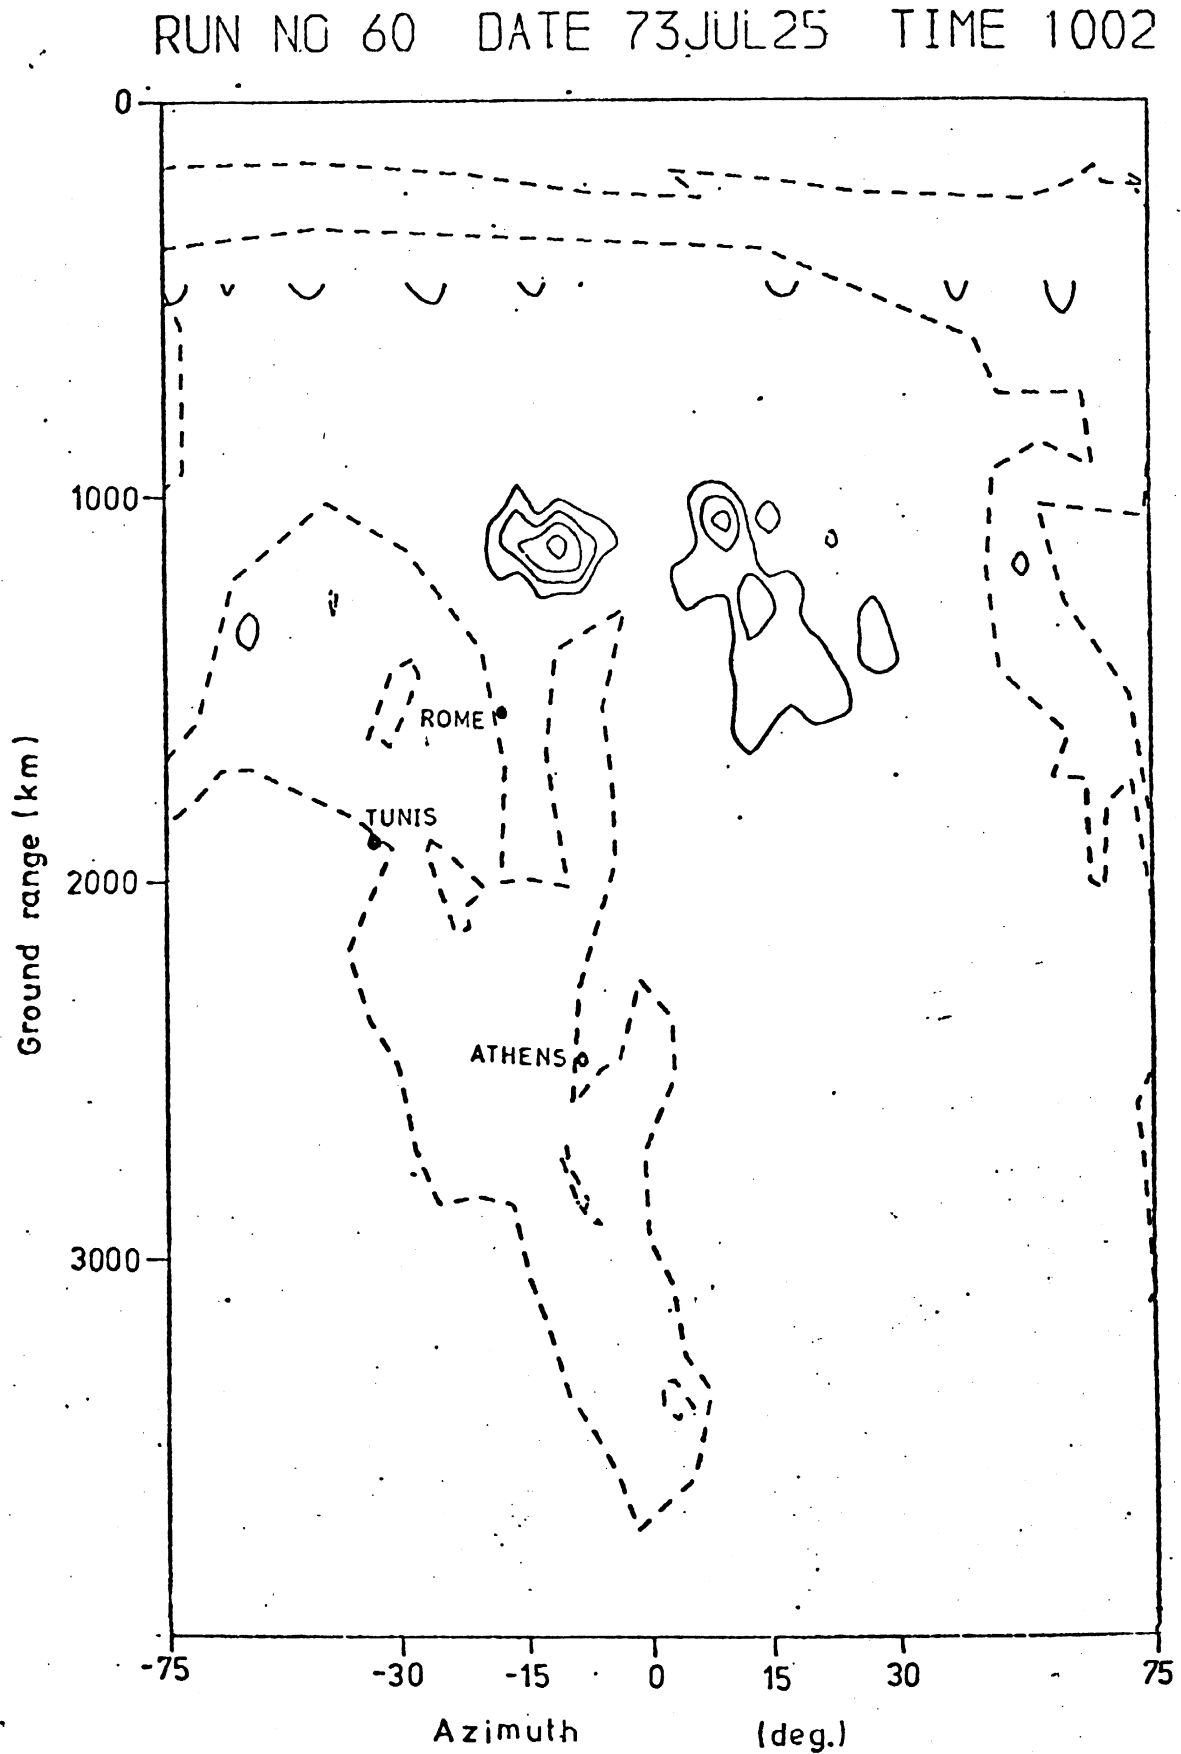 RUN NO 60 DATE 73JUL25 TIME 1002
0
1000
ROME
TUNIS
2000
ATHENS
3000
Ground range (km)
-75 -30 -15 0 15 30 75
Azimuth (deg.)